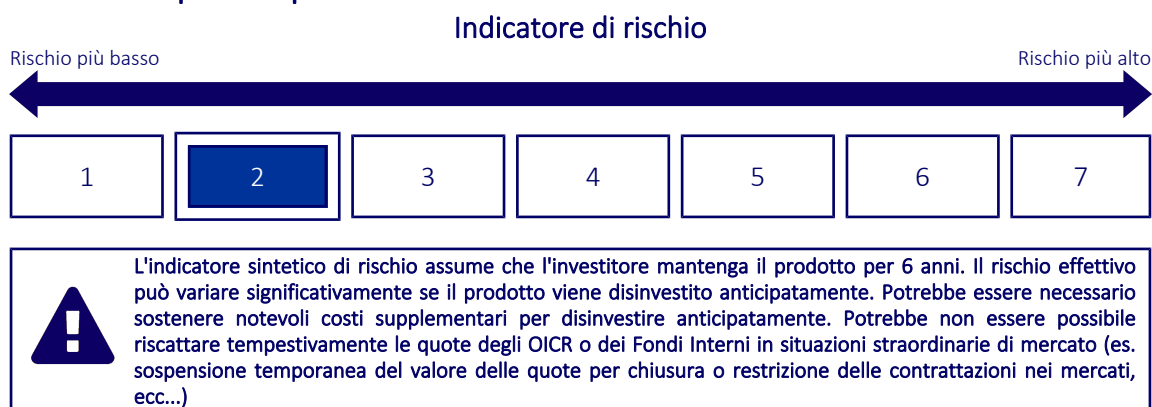 Indicatore di rischio
Rischio più basso
Rischio più alto
1
2
3
4
5
6
7
L'indicatore sintetico di rischio assume che l'investitore mantenga il prodotto per 6 anni. Il rischio effettivo
può variare significativamente se il prodotto viene disinvestito anticipatamente. Potrebbe essere necessario
sostenere notevoli costi supplementari per disinvestire anticipatamente. Potrebbe non essere possibile
riscattare tempestivamente le quote degli OICR o dei Fondi Interni in situazioni straordinarie di mercato (es.
sospensione temporanea del valore delle quote per chiusura o restrizione delle contrattazioni nei mercati,
ecc...)